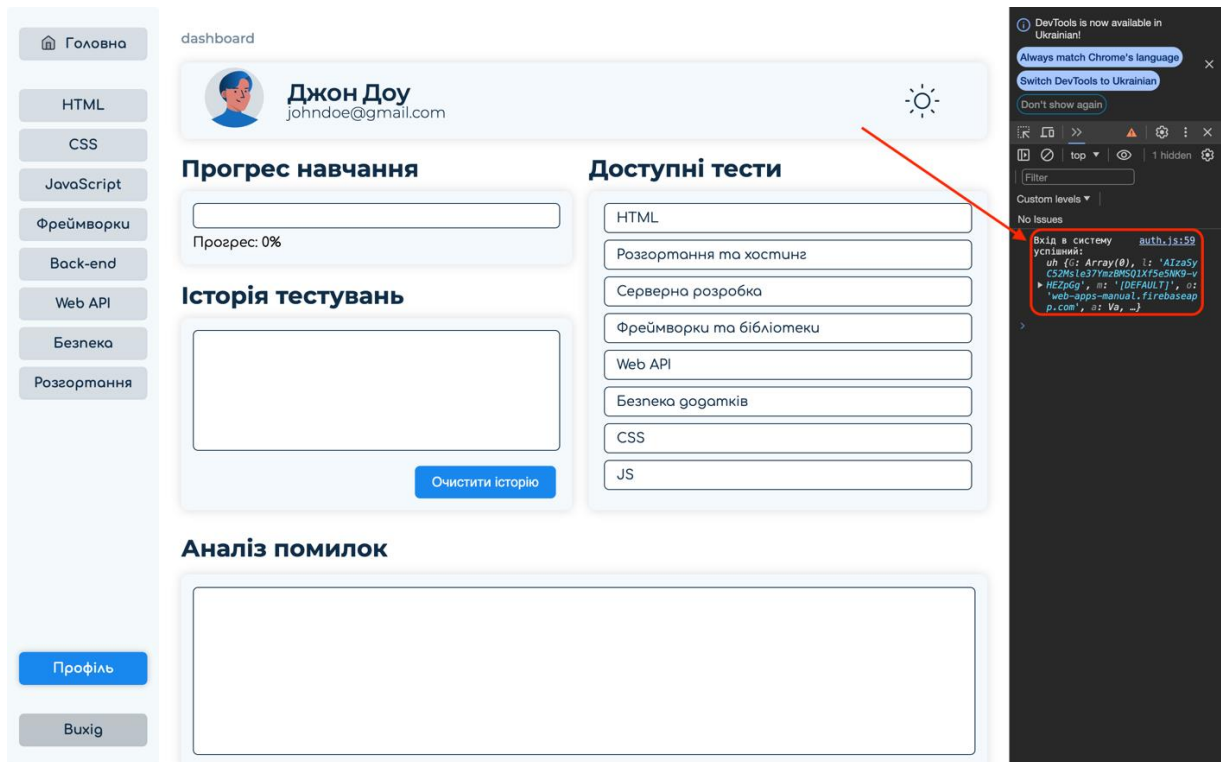 Головна
HTML
CSS
JavaScript
Фреймворки
Back-end
Web API
Безпека
Розгортання
Профіль
Вихід
dashboard
Джон Доу
johndoe@gmail.com
Прогрес навчання
Прогрес: 0%
Історія тестувань
Очистити історію
Доступні тести
HTML
Розгортання та хостинг
Серверна розробка
Фреймворки та бібліотеки
Web API
Безпека додатків
CSS
JS
Аналіз помилок
DevTools is now available in
Ukrainian!
Always match Chrome's language
Switch DevTools to Ukrainian
Don't show again
top
1 hidden
Filter
Custom levels
No Issues
Вхід в систему auth.js:59
успішний:
uh {G: Array(0), l: 'AIzaSy
C52Msle37YmzBMSQ1Xf5e5NK9-v
HEZpGg', m: '[DEFAULT]', o:
'web-apps-manual.firebaseap
p.com', a: Va, …}